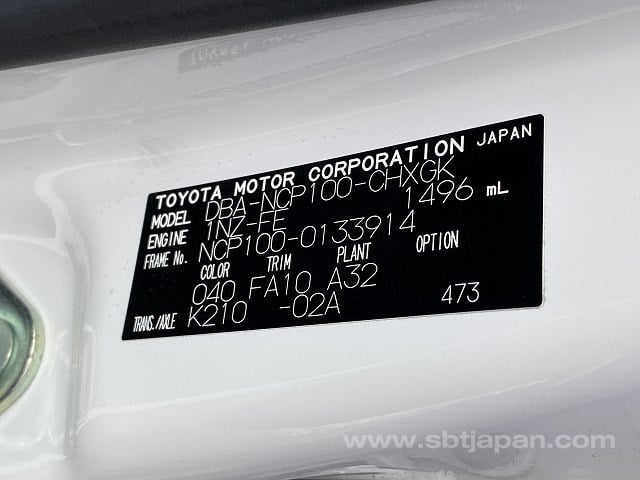 TOYOTA MOTOR CORPORATION JAPAN
MODEL DBA-NCP100-CHXGK
ENGINE 1NZ-FE 1496 mL
FRAME No. NCP100-0133914
COLOR TRIM PLANT OPTION
040 FA10 A32
TRANS./AXLE K210 -02A 473
www.sbtjapan.com